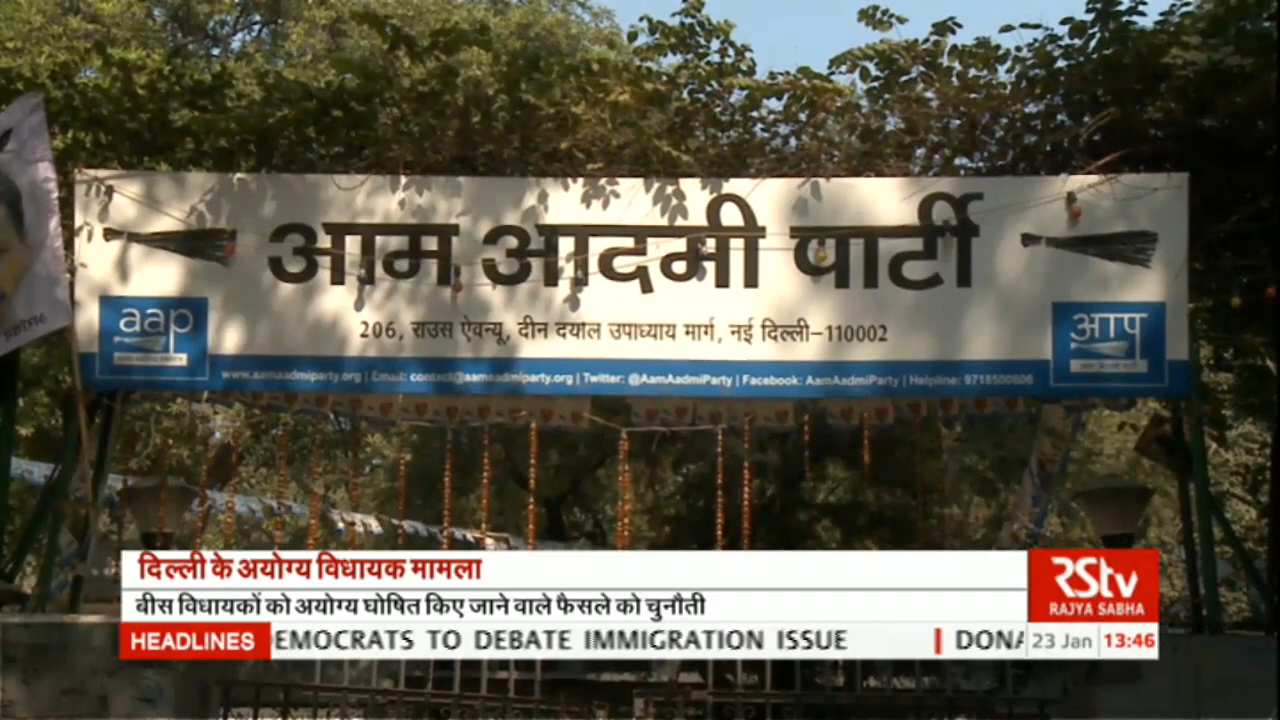 आम आदमी पार्टी
206, राउस ऐवन्यू, दीन दयाल उपाध्याय मार्ग, नई दिल्ली-110002
aap
आप
www.aamaadmiparty.org | Email: contact@aamaadmiparty.org | Twitter: @AamAadmiParty | Facebook: AamAadmiParty | Helpline: 9718500606
दिल्ली के अयोग्य विधायक मामला
बीस विधायकों को अयोग्य घोषित किए जाने वाले फैसले को चुनौती
RStv
RAJYA SABHA
HEADLINES EMOCRATS TO DEBATE IMMIGRATION ISSUE | DONA 23 Jan 13:46